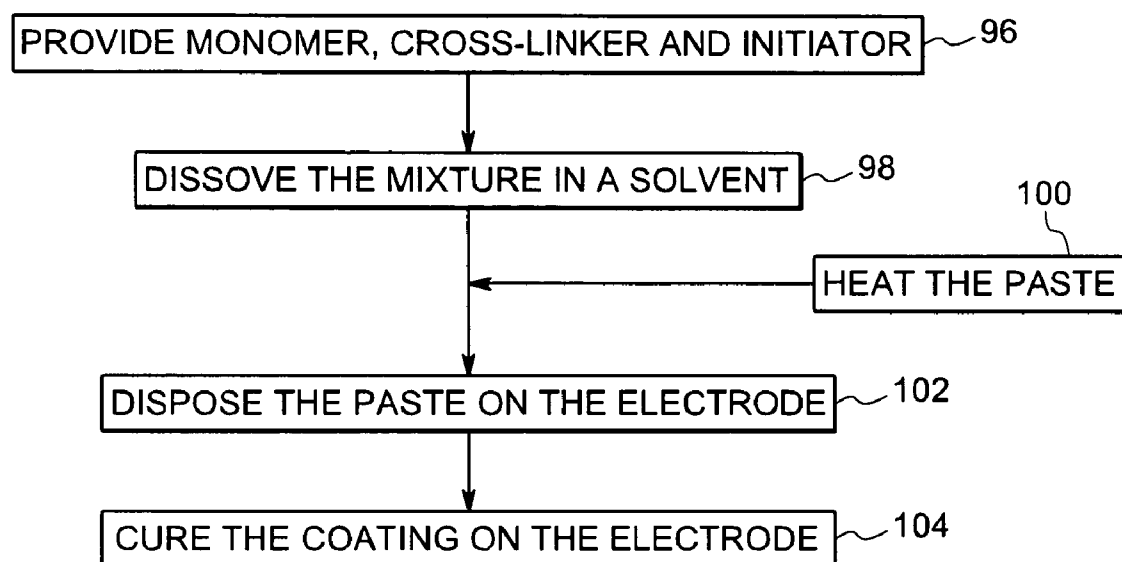 PROVIDE MONOMER, CROSS-LINKER AND INITIATOR 96
DISSOVE THE MIXTURE IN A SOLVENT 98
100
HEAT THE PASTE
DISPOSE THE PASTE ON THE ELECTRODE 102
CURE THE COATING ON THE ELECTRODE 104